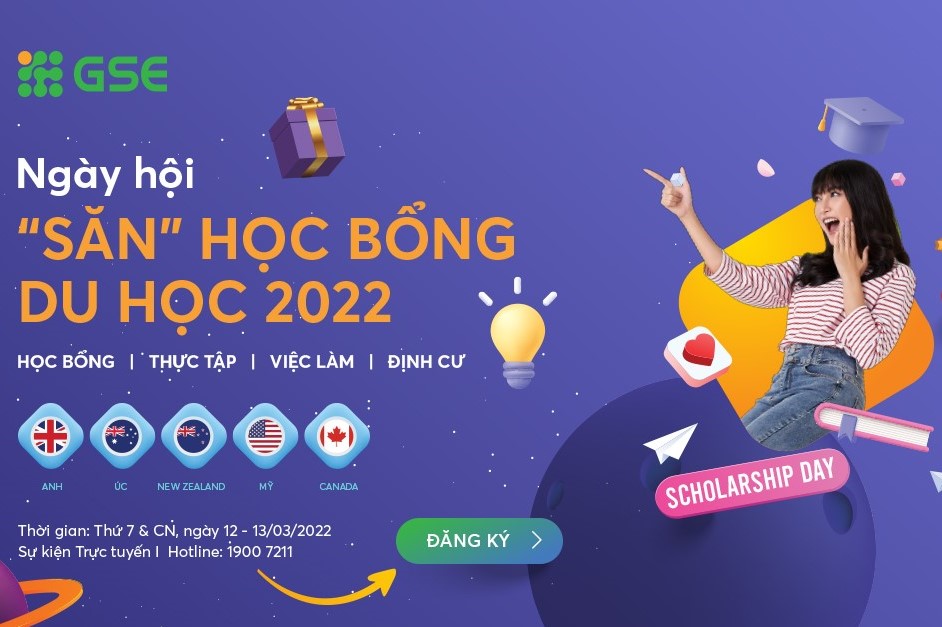 GSE
Ngày hội
“SĂN” HỌC BỔNG
DU HỌC 2022
HỌC BỔNG | THỰC TẬP | VIỆC LÀM | ĐỊNH CƯ
ANH ÚC NEW ZEALAND MỸ CANADA
SCHOLARSHIP DAY
Thời gian: Thứ 7 & CN, ngày 12 - 13/03/2022
Sự kiện Trực tuyến I Hotline: 1900 7211
ĐĂNG KÝ